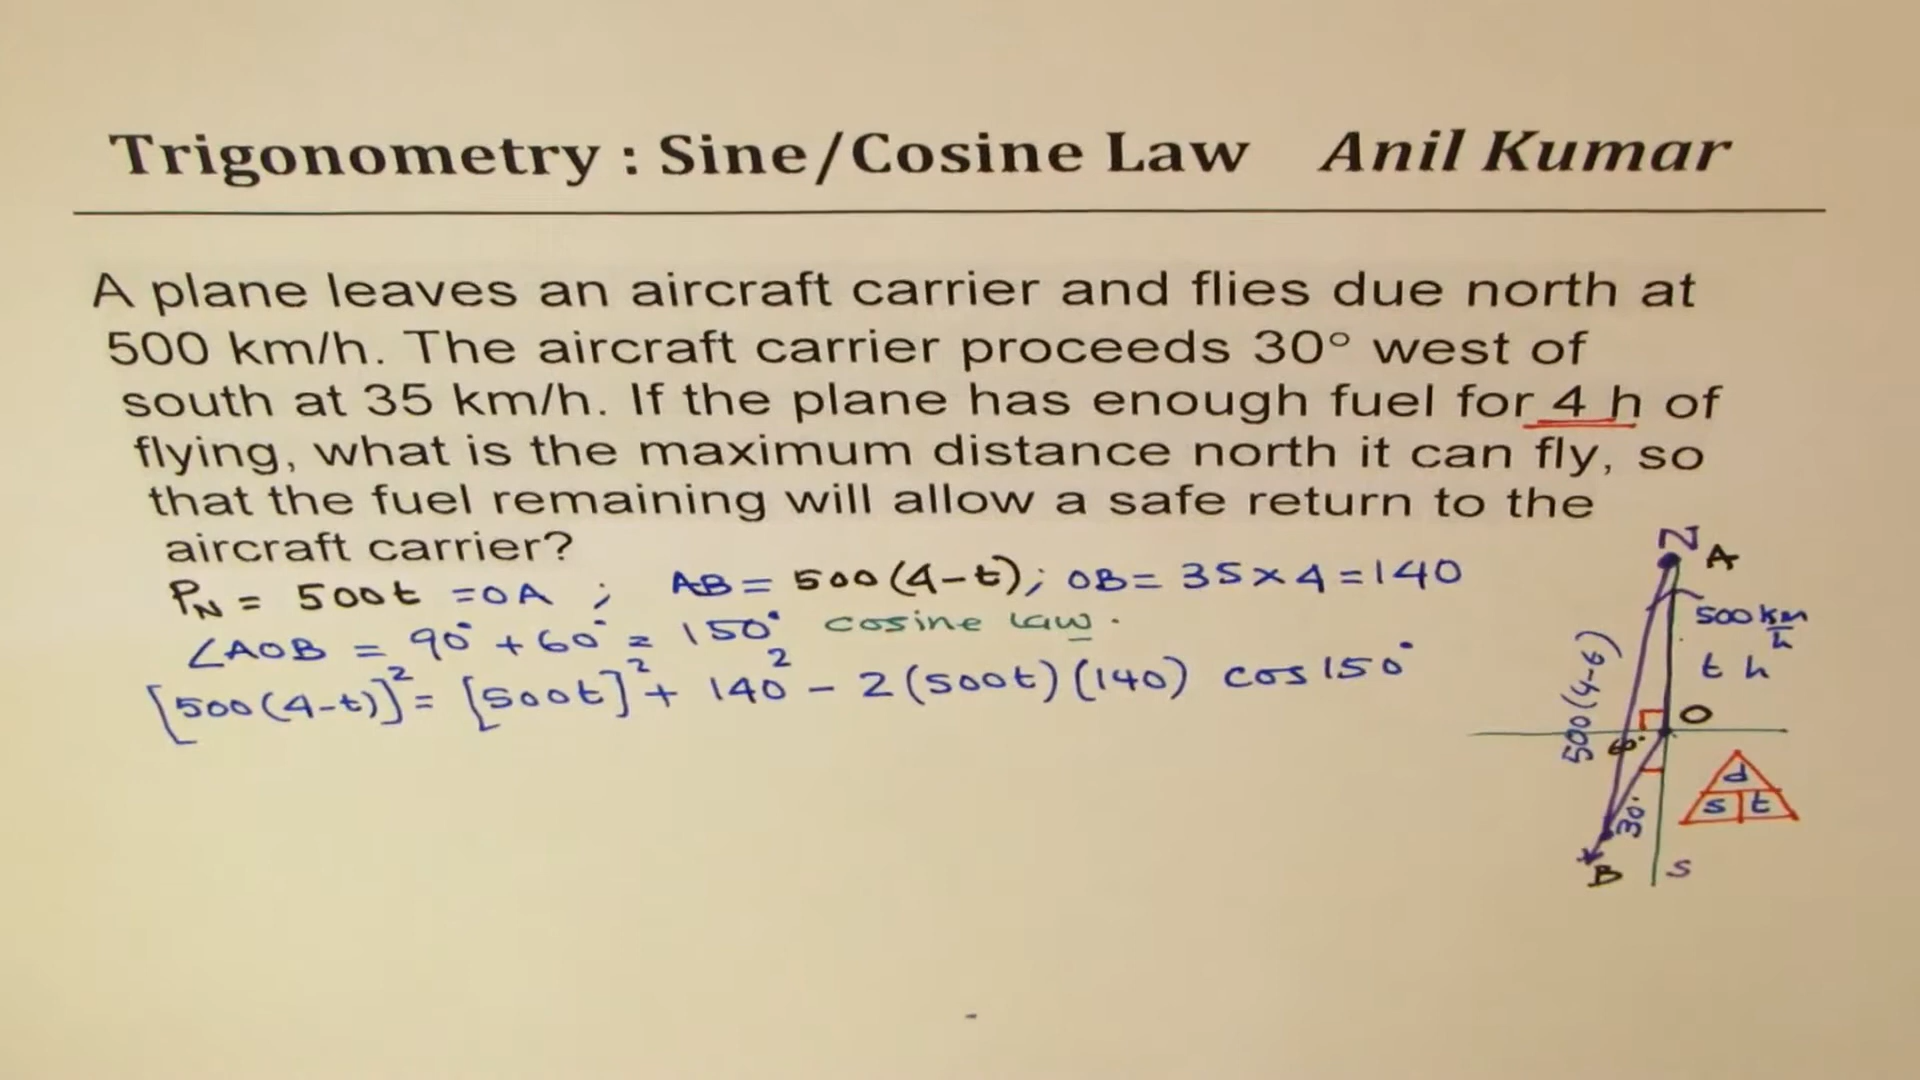 Trigonometry : Sine/Cosine Law Anil Kumar
A plane leaves an aircraft carrier and flies due north at
500 km/h. The aircraft carrier proceeds 30° west of
south at 35 km/h. If the plane has enough fuel for 4 h of
flying, what is the maximum distance north it can fly, so
that the fuel remaining will allow a safe return to the
aircraft carrier?
P_N = 500t = OA ; AB = 500(4-t); OB = 35×4 = 140
∠AOB = 90° + 60° = 150° cosine law.
[500(4-t)]² = [500t]² + 140² - 2(500t)(140) cos 150°
N
A
500 km/h
t h
500(4-t)
O
60°
d
s t
30°
B
S